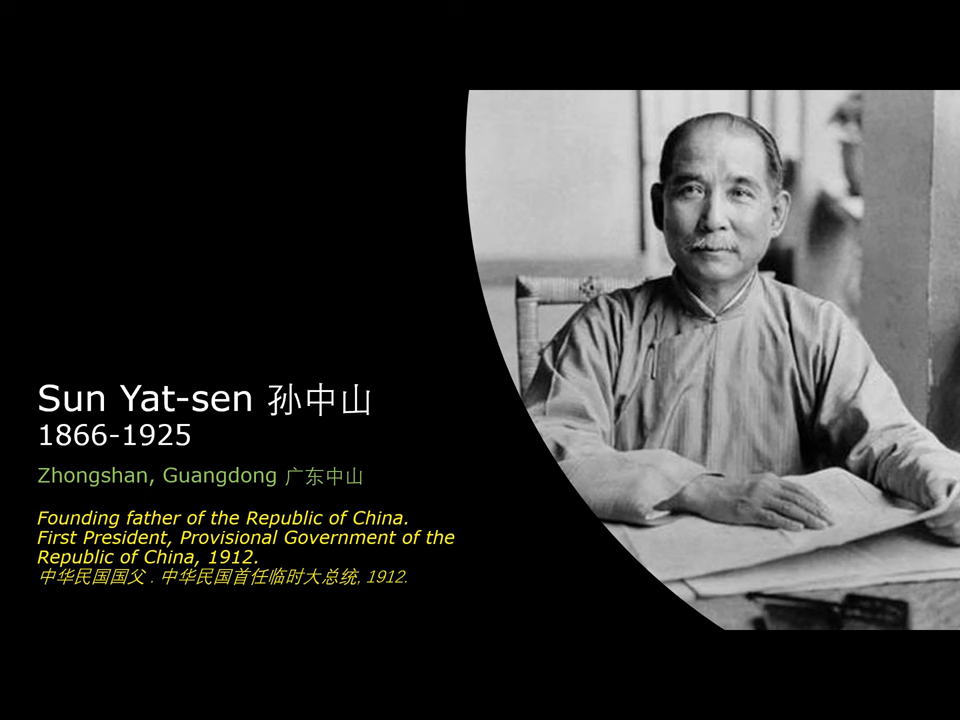 Sun Yat-sen 孙中山
1866-1925
Zhongshan, Guangdong 广东中山
Founding father of the Republic of China.
First President, Provisional Government of the
Republic of China, 1912.
中华民国国父 . 中华民国首任临时大总统, 1912.